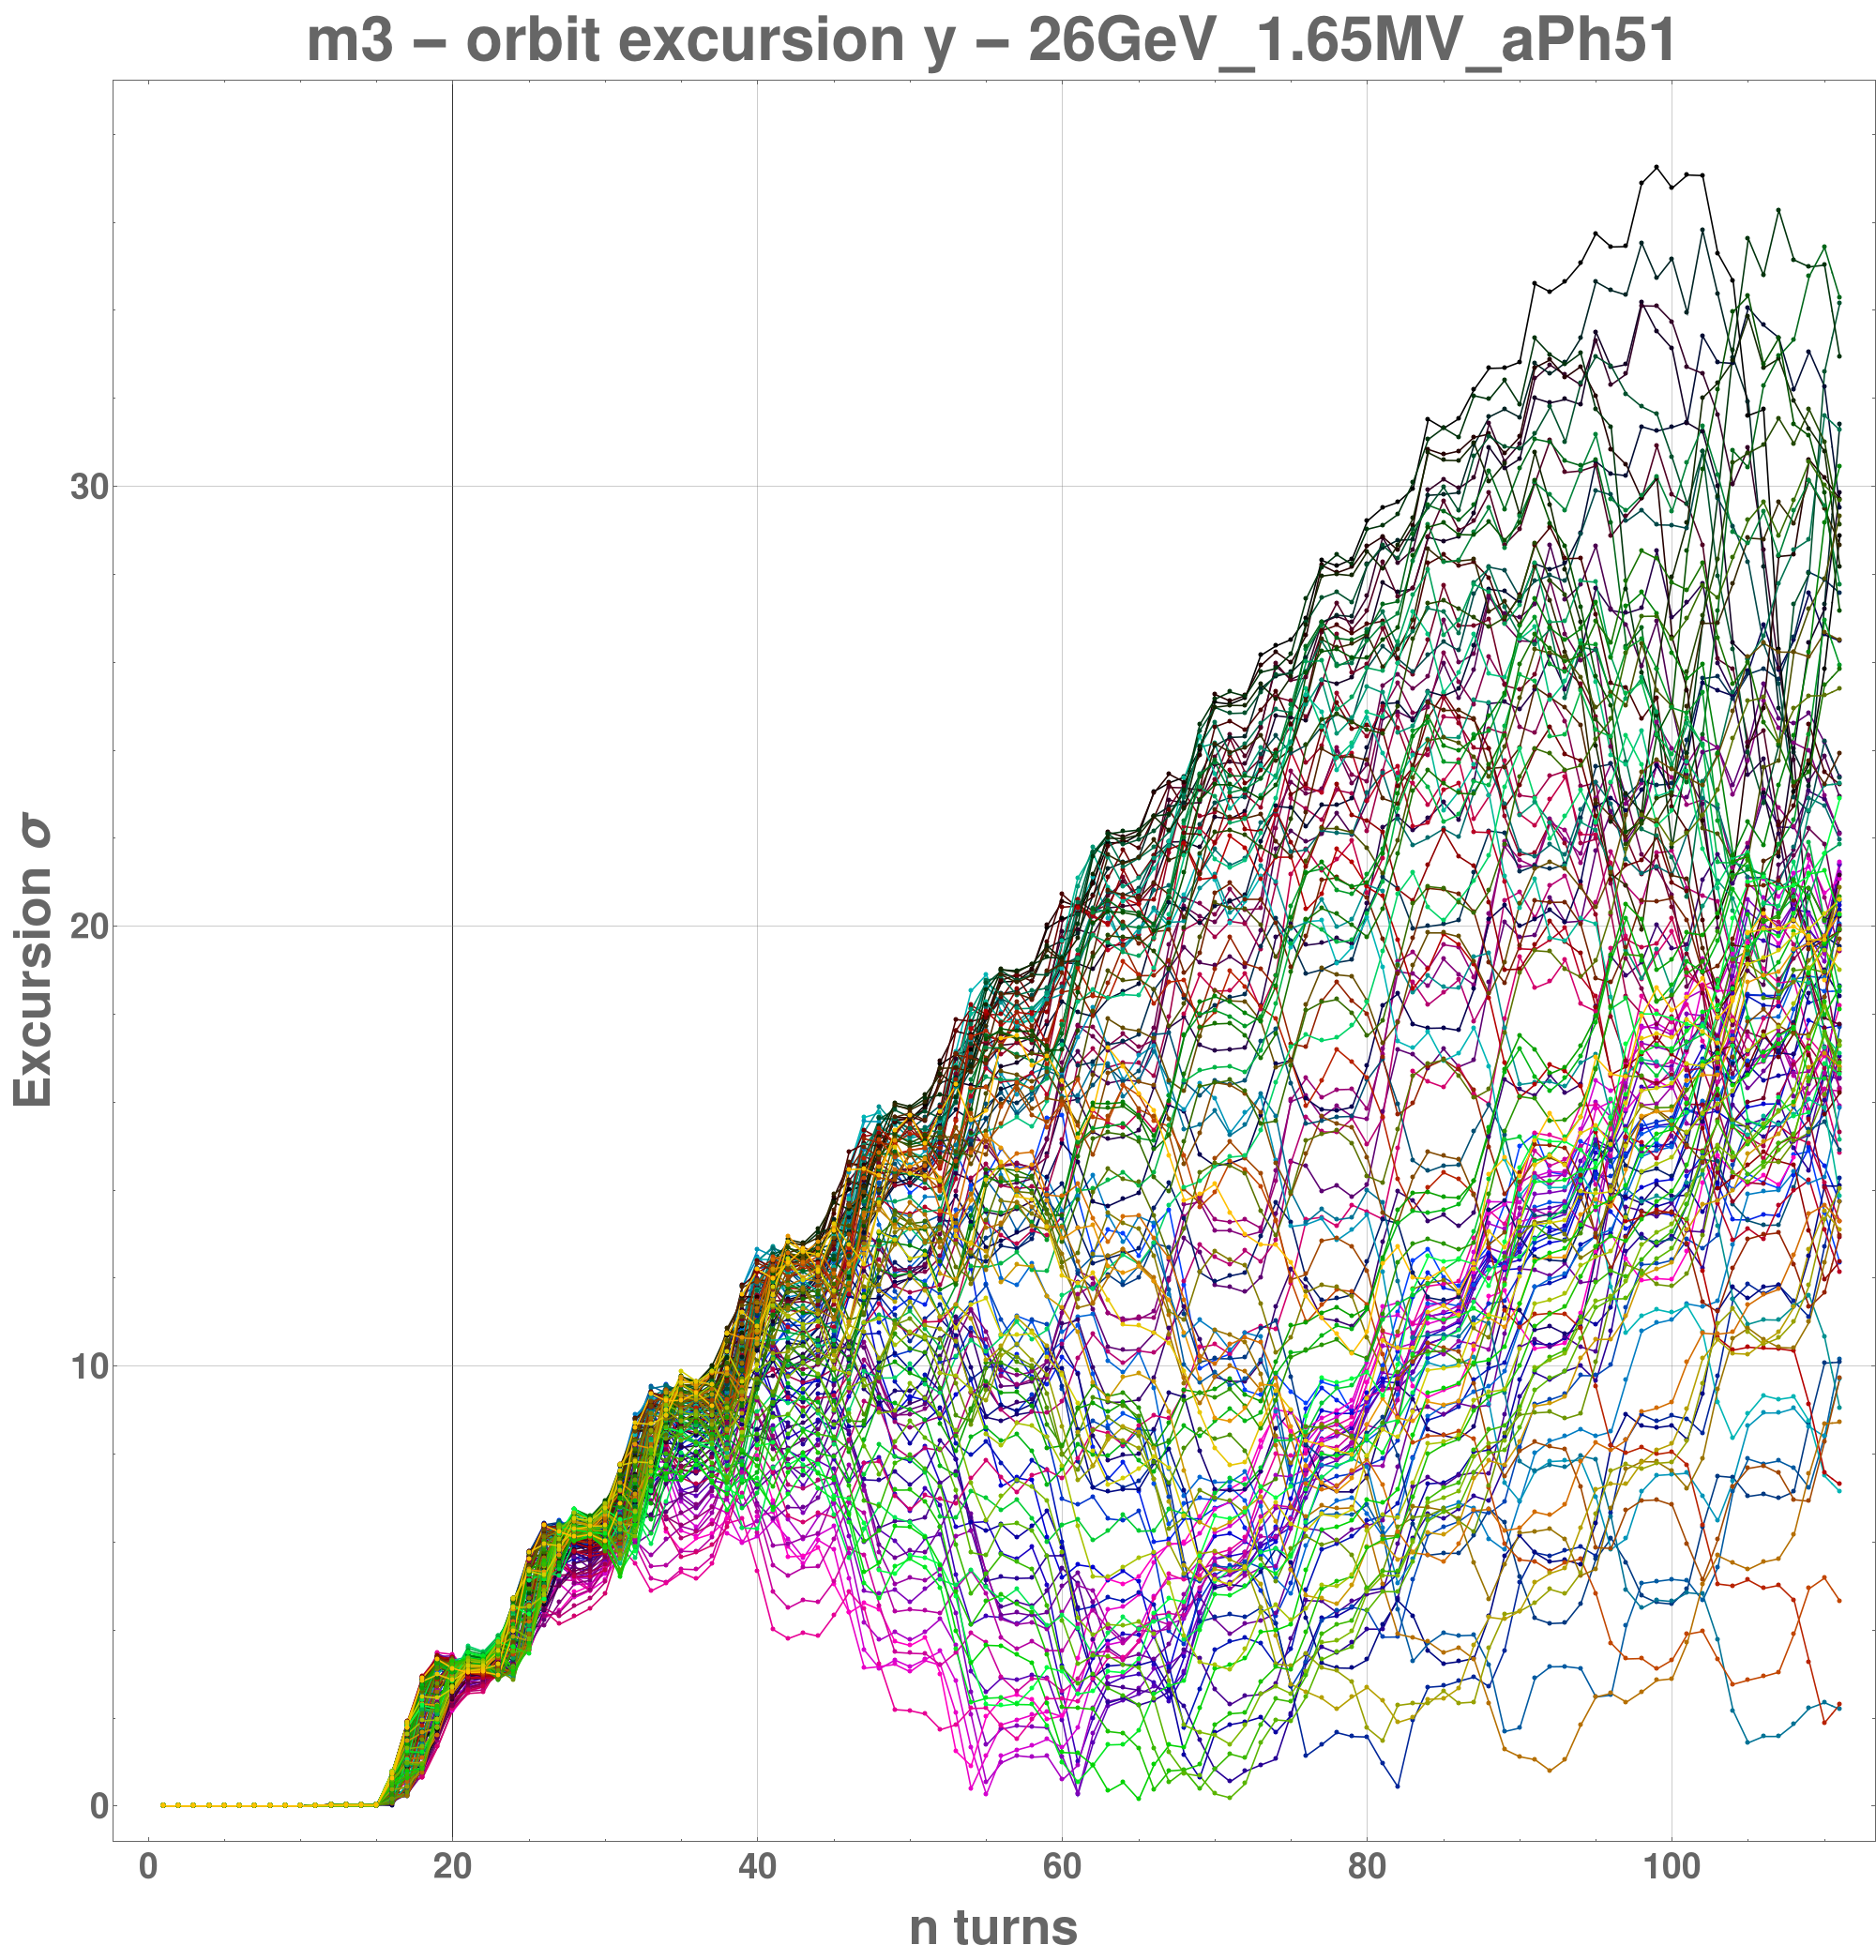 m3 – orbit excursion y – 26GeV_1.65MV_aPh51
Excursion σ
30
20
10
0
0 20 40 60 80 100
n turns